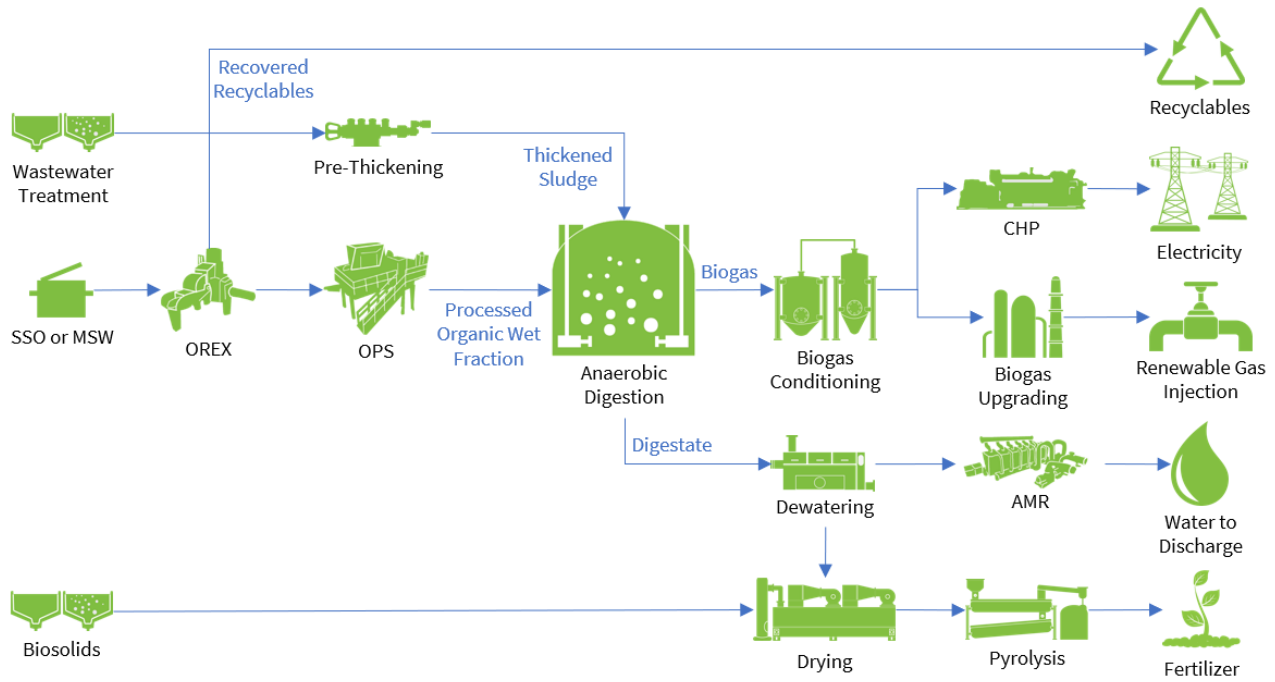 Recovered
Recyclables
Recyclables
Wastewater
Treatment
Pre-Thickening
Thickened
Sludge
CHP
Electricity
SSO or MSW
OREX
OPS
Processed
Organic Wet
Fraction
Anaerobic
Digestion
Biogas
Biogas
Conditioning
Biogas
Upgrading
Renewable Gas
Injection
Digestate
Dewatering
AMR
Water to
Discharge
Biosolids
Drying
Pyrolysis
Fertilizer